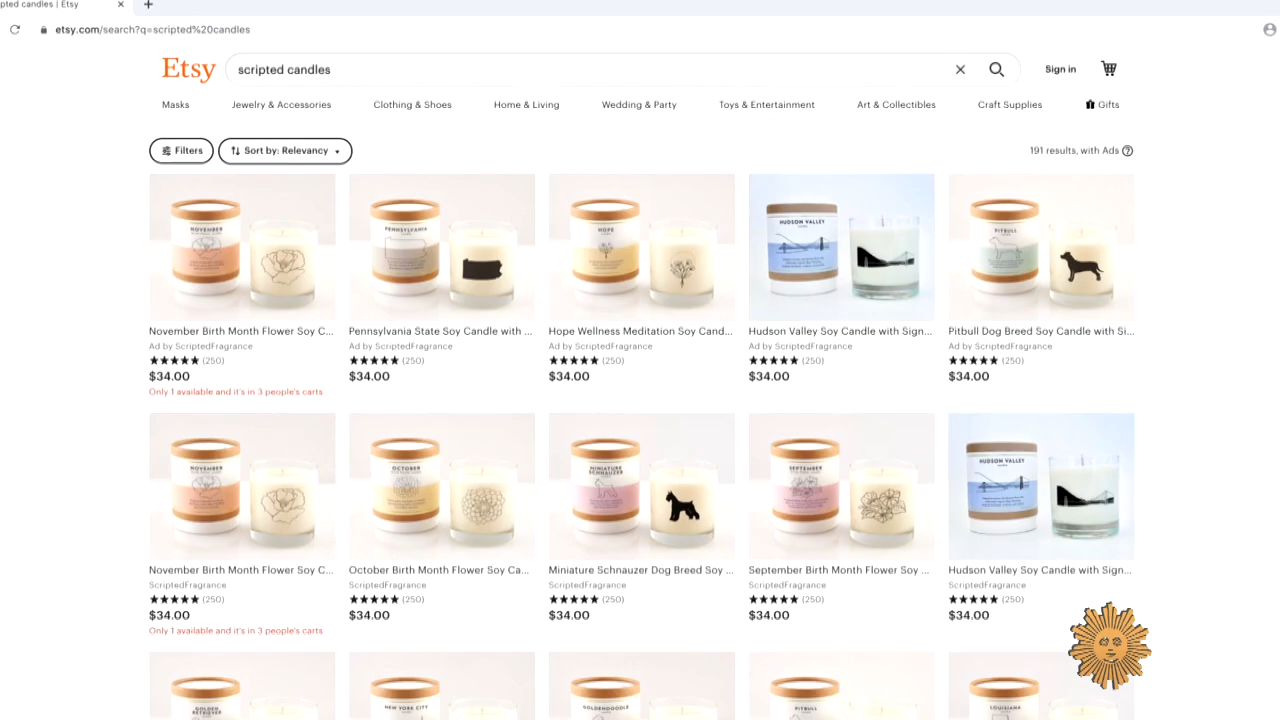 pted candles | Etsy
etsy.com/search?q=scripted%20candles
Etsy
scripted candles
Sign in
Masks
Jewelry & Accessories
Clothing & Shoes
Home & Living
Wedding & Party
Toys & Entertainment
Art & Collectibles
Craft Supplies
Gifts
Filters
Sort by: Relevancy
191 results, with Ads
NOVEMBER
PENNSYLVANIA
HOPE
HUDSON VALLEY
PITBULL
November Birth Month Flower Soy C...
Pennsylvania State Soy Candle with ...
Hope Wellness Meditation Soy Cand...
Hudson Valley Soy Candle with Sign...
Pitbull Dog Breed Soy Candle with Si...
Ad by ScriptedFragrance
Ad by ScriptedFragrance
Ad by ScriptedFragrance
Ad by ScriptedFragrance
Ad by ScriptedFragrance
(250)
(250)
(250)
(250)
(250)
$34.00
$34.00
$34.00
$34.00
$34.00
Only 1 available and it's in 3 people's carts
NOVEMBER
OCTOBER
MINIATURE
SCHNAUZER
SEPTEMBER
HUDSON VALLEY
November Birth Month Flower Soy C...
October Birth Month Flower Soy Ca...
Miniature Schnauzer Dog Breed Soy ...
September Birth Month Flower Soy ...
Hudson Valley Soy Candle with Sign...
ScriptedFragrance
ScriptedFragrance
ScriptedFragrance
ScriptedFragrance
ScriptedFragrance
(250)
(250)
(250)
(250)
(250)
$34.00
$34.00
$34.00
$34.00
$34.00
Only 1 available and it's in 3 people's carts
GOLDEN
RETRIEVER
NEW YORK CITY
GOLDENDOODLE
PITBULL
LOUISIANA